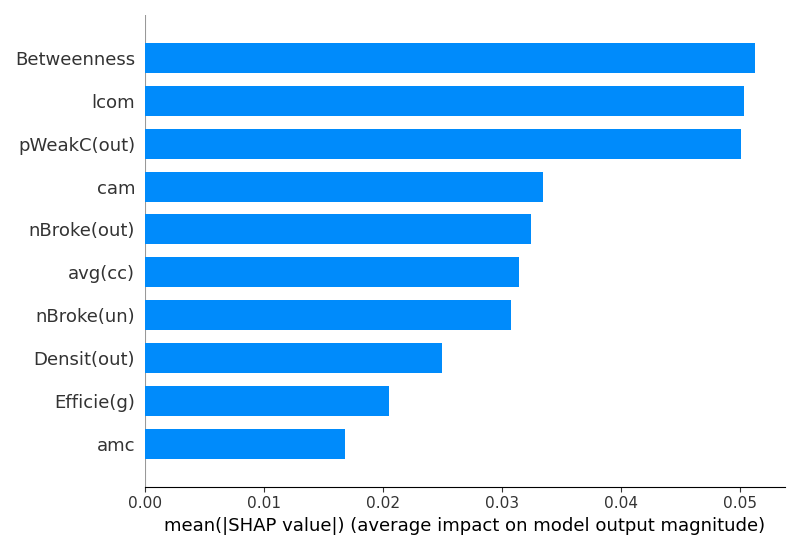 Betweenness
lcom
pWeakC(out)
cam
nBroke(out)
avg(cc)
nBroke(un)
Densit(out)
Efficie(g)
amc
0.00 0.01 0.02 0.03 0.04 0.05
mean(|SHAP value|) (average impact on model output magnitude)